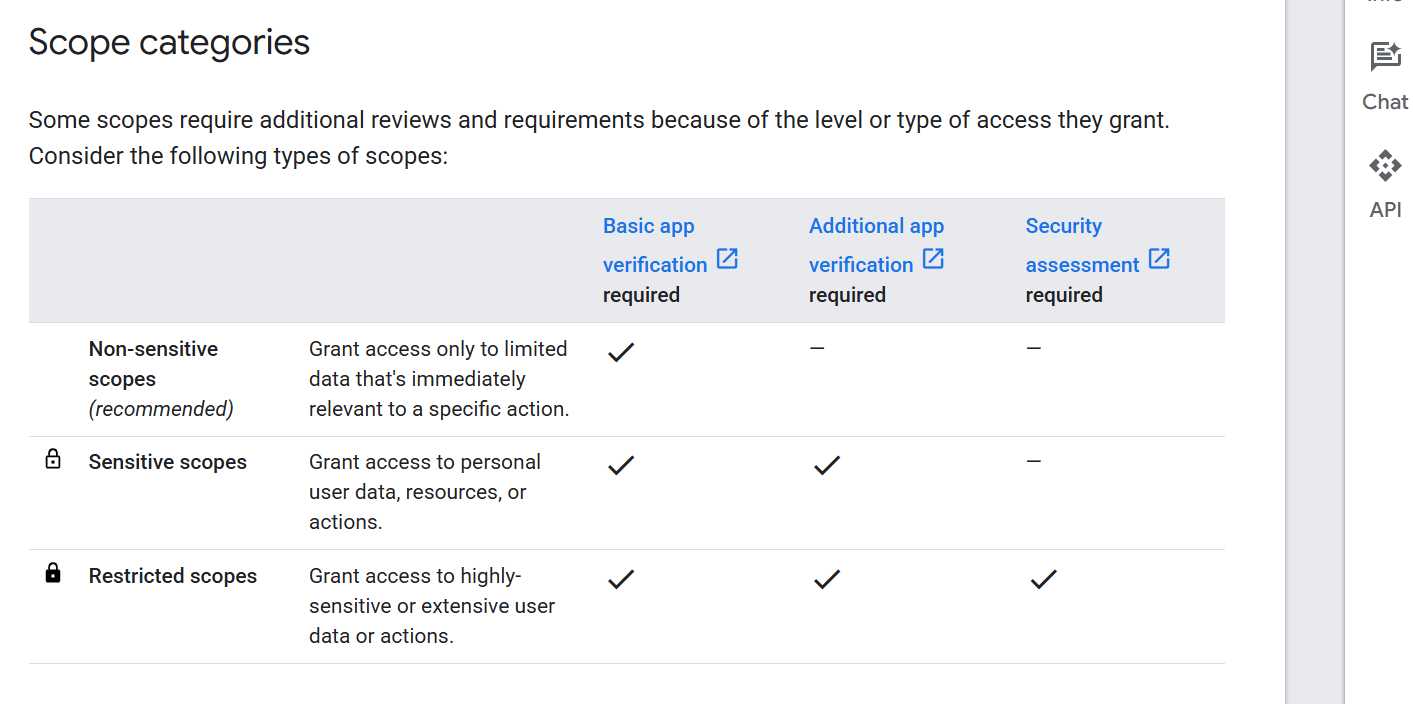 Scope categories
Some scopes require additional reviews and requirements because of the level or type of access they grant.
Consider the following types of scopes:
Basic app
verification
required
Additional app
verification
required
Security
assessment
required
Non-sensitive
scopes
(recommended)
Grant access only to limited
data that's immediately
relevant to a specific action.
–
–
Sensitive scopes
Grant access to personal
user data, resources, or
actions.
–
Restricted scopes
Grant access to highly-
sensitive or extensive user
data or actions.
Chat
API